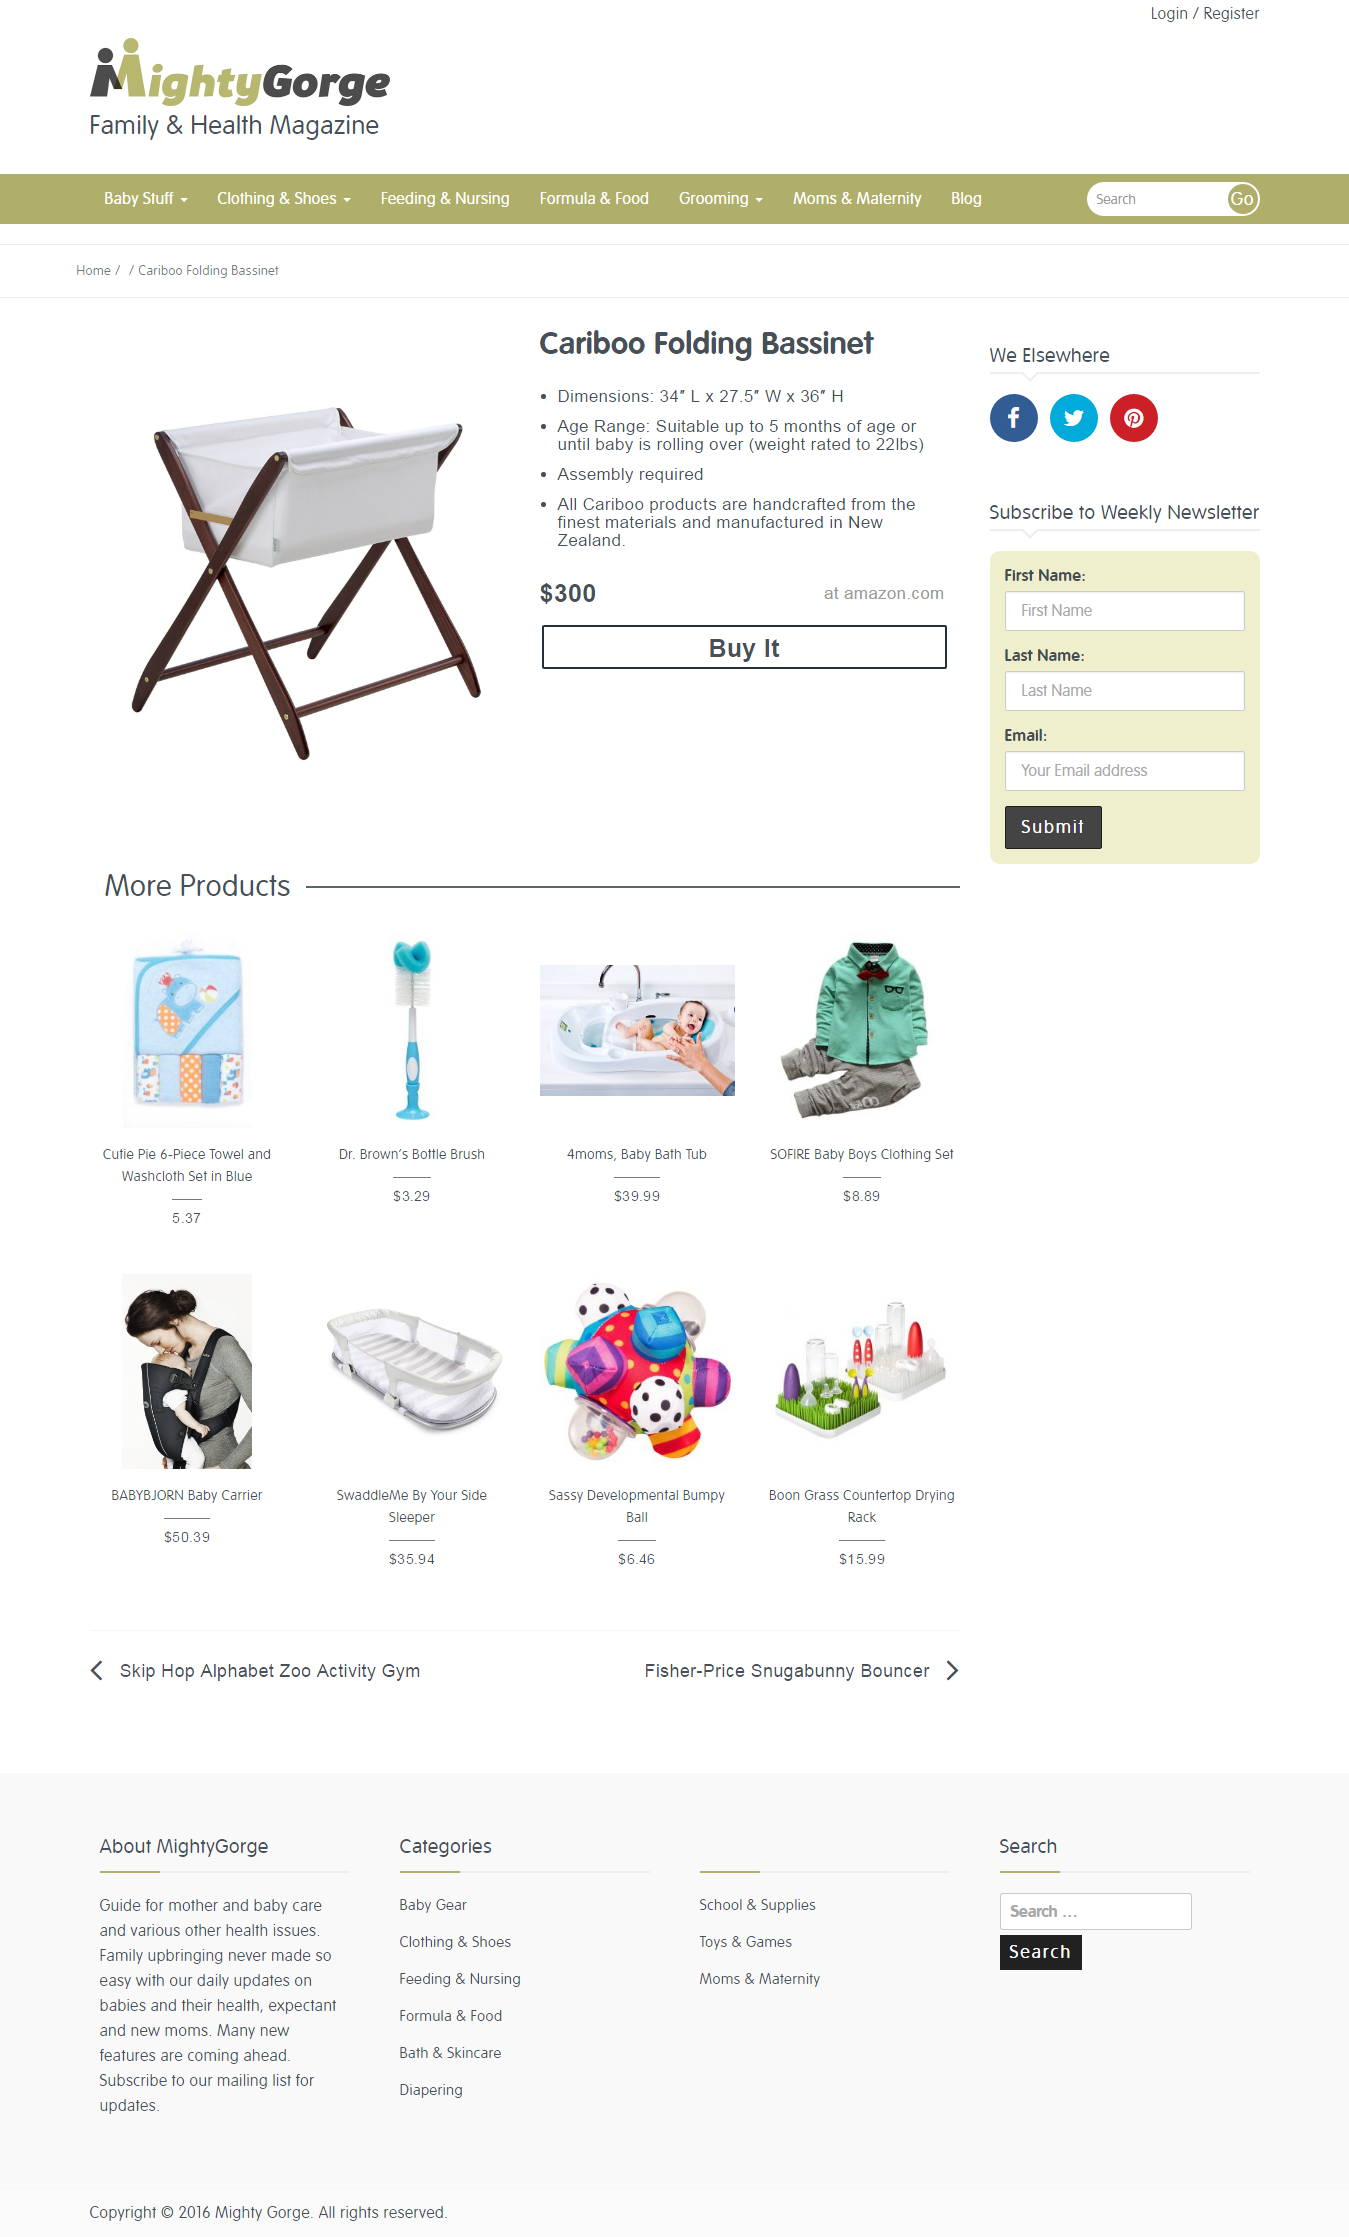 Login / Register
MightyGorge
Family & Health Magazine
Baby Stuff Clothing & Shoes Feeding & Nursing Formula & Food Grooming Moms & Maternity Blog Search Go
Home / / Cariboo Folding Bassinet
Cariboo Folding Bassinet
• Dimensions: 34″ L x 27.5″ W x 36″ H
• Age Range: Suitable up to 5 months of age or
until baby is rolling over (weight rated to 22lbs)
• Assembly required
• All Cariboo products are handcrafted from the
finest materials and manufactured in New
Zealand.
$300 at amazon.com
Buy It
We Elsewhere
Subscribe to Weekly Newsletter
First Name:
First Name
Last Name:
Last Name
Email:
Your Email address
Submit
More Products
Cutie Pie 6-Piece Towel and
Washcloth Set in Blue
5.37
Dr. Brown’s Bottle Brush
$3.29
4moms, Baby Bath Tub
$39.99
SOFIRE Baby Boys Clothing Set
$8.89
BABYBJORN Baby Carrier
$50.39
SwaddleMe By Your Side
Sleeper
$35.94
Sassy Developmental Bumpy
Ball
$6.46
Boon Grass Countertop Drying
Rack
$15.99
Skip Hop Alphabet Zoo Activity Gym
Fisher-Price Snugabunny Bouncer
About MightyGorge
Guide for mother and baby care
and various other health issues.
Family upbringing never made so
easy with our daily updates on
babies and their health, expectant
and new moms. Many new
features are coming ahead.
Subscribe to our mailing list for
updates.
Categories
Baby Gear
Clothing & Shoes
Feeding & Nursing
Formula & Food
Bath & Skincare
Diapering
School & Supplies
Toys & Games
Moms & Maternity
Search
Search …
Search
Copyright © 2016 Mighty Gorge. All rights reserved.